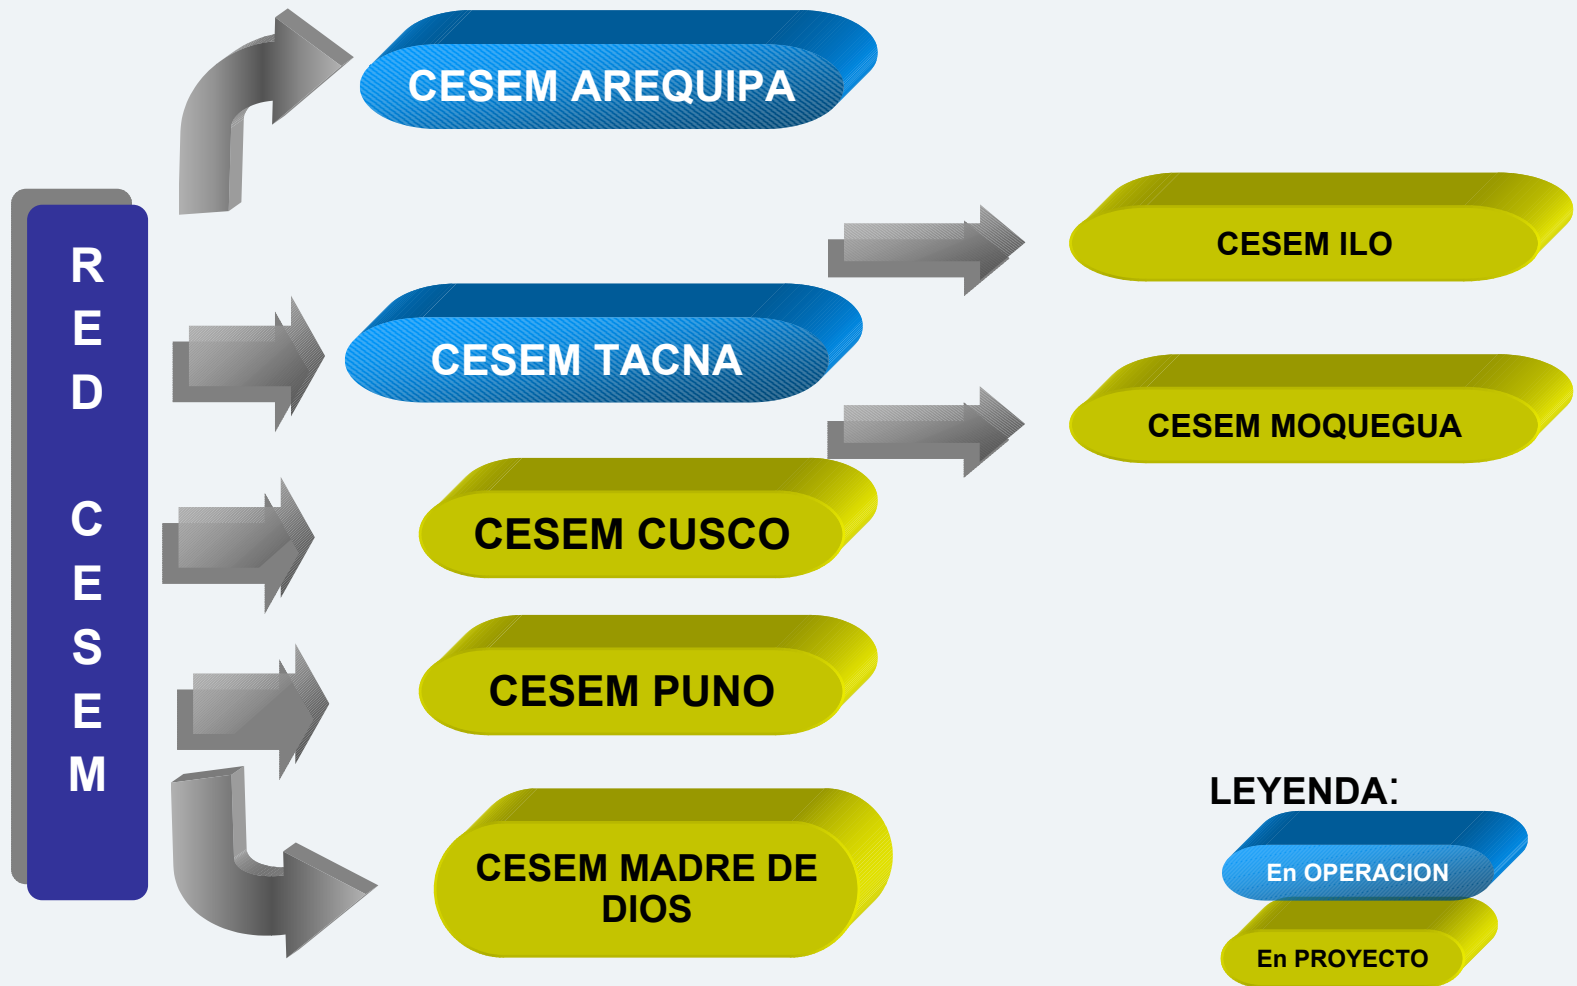 RED CESEM
CESEM AREQUIPA
CESEM TACNA
CESEM ILO
CESEM MOQUEGUA
CESEM CUSCO
CESEM PUNO
CESEM MADRE DE
DIOS
LEYENDA:
En OPERACION
En PROYECTO